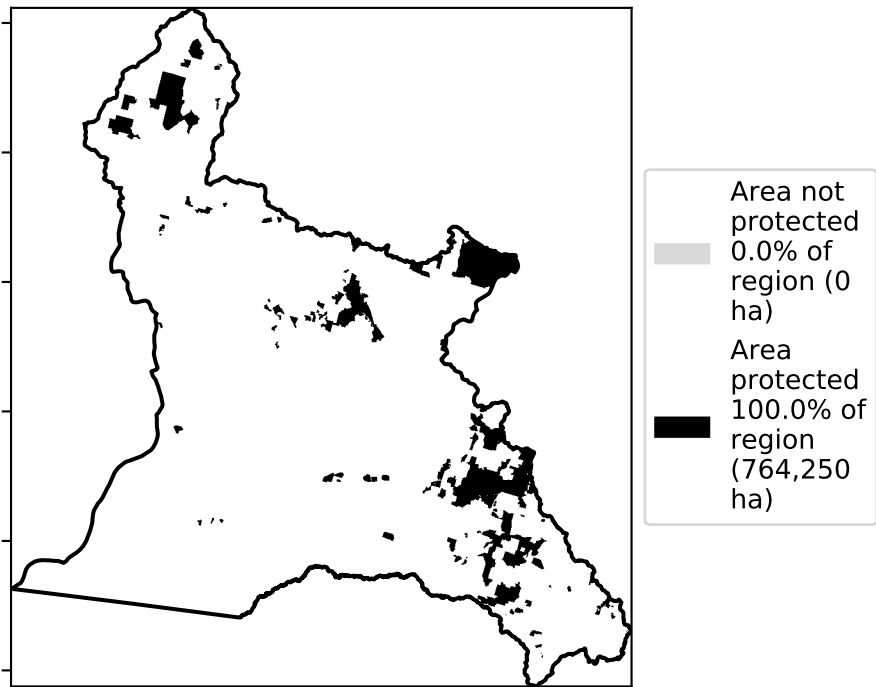 Area not
protected
0.0% of
region (0
ha)
Area
protected
100.0% of
region
(764,250
ha)